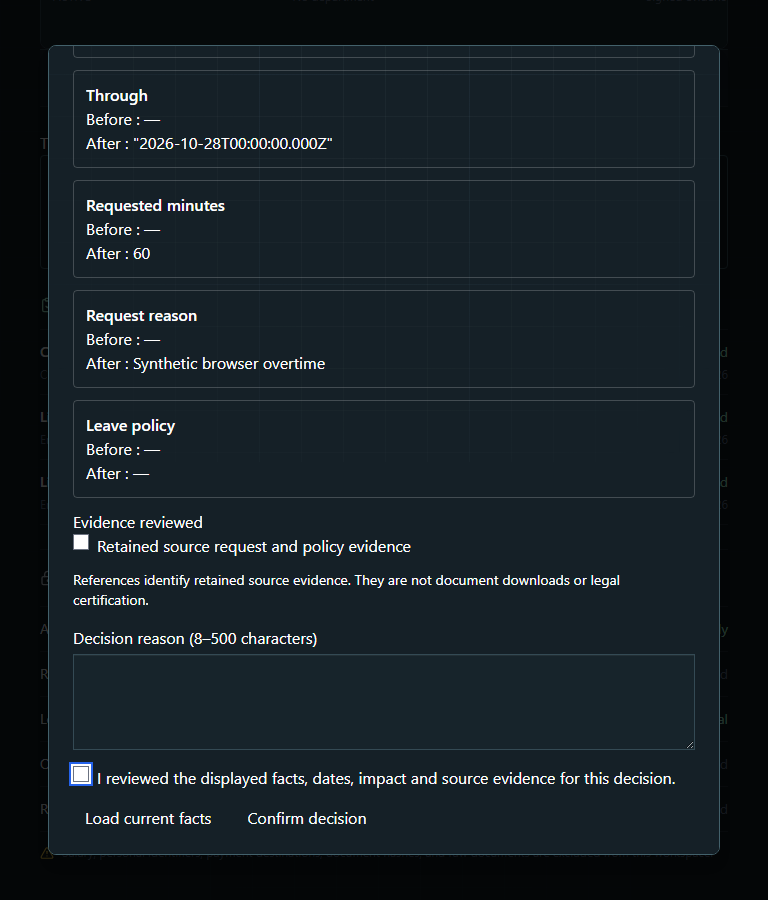 Through
Before : —
After : "2026-10-28T00:00:00.000Z"
Requested minutes
Before : —
After : 60
Request reason
Before : —
After : Synthetic browser overtime
Leave policy
Before : —
After : —
Evidence reviewed
Retained source request and policy evidence
References identify retained source evidence. They are not document downloads or legal
certification.
Decision reason (8–500 characters)
I reviewed the displayed facts, dates, impact and source evidence for this decision.
Load current facts
Confirm decision